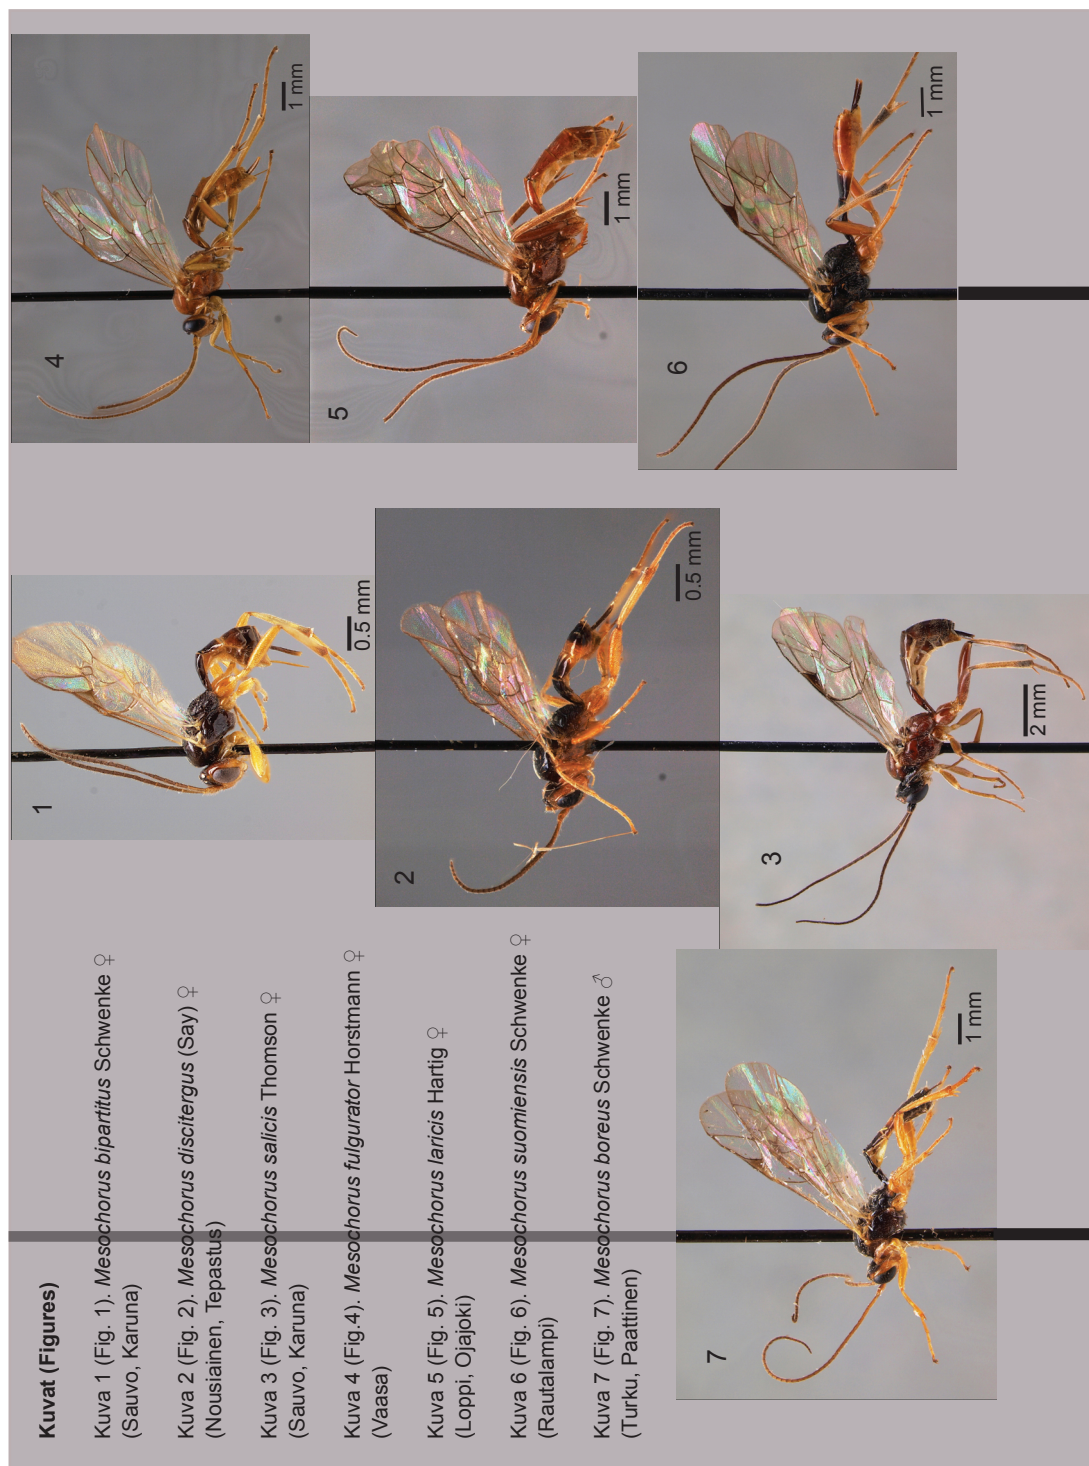 Kuvat (Figures)
Kuva 1 (Fig. 1). Mesochorus bipartitus Schwenke ♀
(Sauvo, Karuna)
Kuva 2 (Fig. 2). Mesochorus discitergus (Say) ♀
(Nousiainen, Tepastus)
Kuva 3 (Fig. 3). Mesochorus salicis Thomson ♀
(Sauvo, Karuna)
Kuva 4 (Fig.4). Mesochorus fulgurator Horstmann ♀
(Vaasa)
Kuva 5 (Fig. 5). Mesochorus laricis Hartig ♀
(Loppi, Ojajoki)
Kuva 6 (Fig. 6). Mesochorus suomiensis Schwenke ♀
(Rautalampi)
Kuva 7 (Fig. 7). Mesochorus boreus Schwenke ♂
(Turku, Paattinen)
1
0.5 mm
2
0.5 mm
3
2 mm
4
1 mm
5
1 mm
6
1 mm
7
1 mm